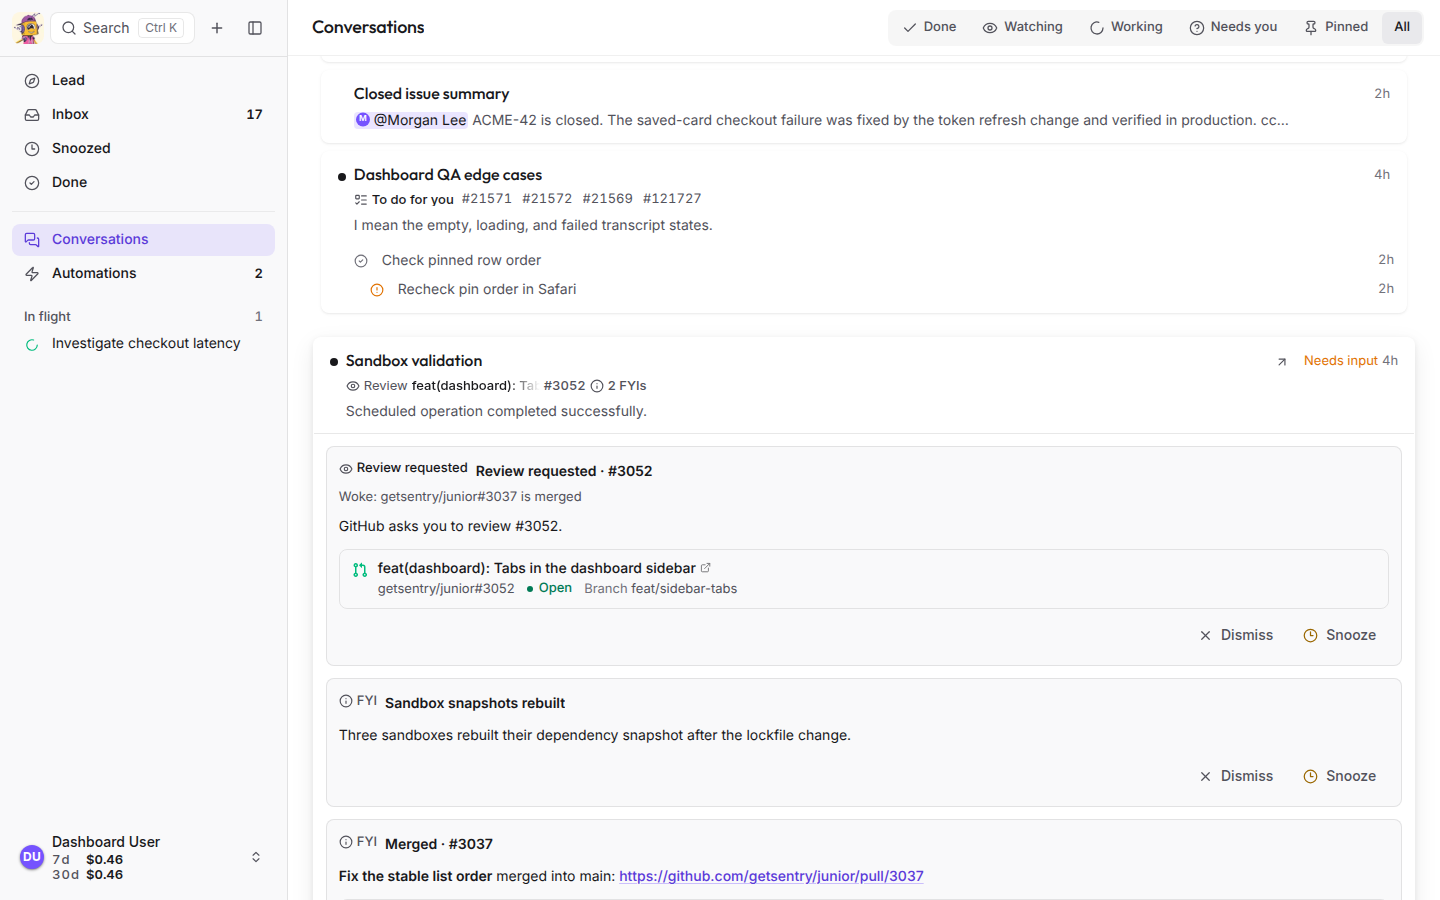 Search Ctrl K
Lead
Inbox 17
Snoozed
Done
Conversations
Automations 2
In flight 1
Investigate checkout latency
DU Dashboard User
7d $0.46
30d $0.46
Conversations
Done Watching Working Needs you Pinned All
Closed issue summary 2h
M @Morgan Lee ACME-42 is closed. The saved-card checkout failure was fixed by the token refresh change and verified in production. cc...
Dashboard QA edge cases 4h
To do for you #21571 #21572 #21569 #121727
I mean the empty, loading, and failed transcript states.
Check pinned row order 2h
Recheck pin order in Safari 2h
Sandbox validation Needs input 4h
Review feat(dashboard): Tab #3052 2 FYIs
Scheduled operation completed successfully.
Review requested Review requested · #3052
Woke: getsentry/junior#3037 is merged
GitHub asks you to review #3052.
feat(dashboard): Tabs in the dashboard sidebar
getsentry/junior#3052 Open Branch feat/sidebar-tabs
Dismiss Snooze
FYI Sandbox snapshots rebuilt
Three sandboxes rebuilt their dependency snapshot after the lockfile change.
Dismiss Snooze
FYI Merged · #3037
Fix the stable list order merged into main: https://github.com/getsentry/junior/pull/3037